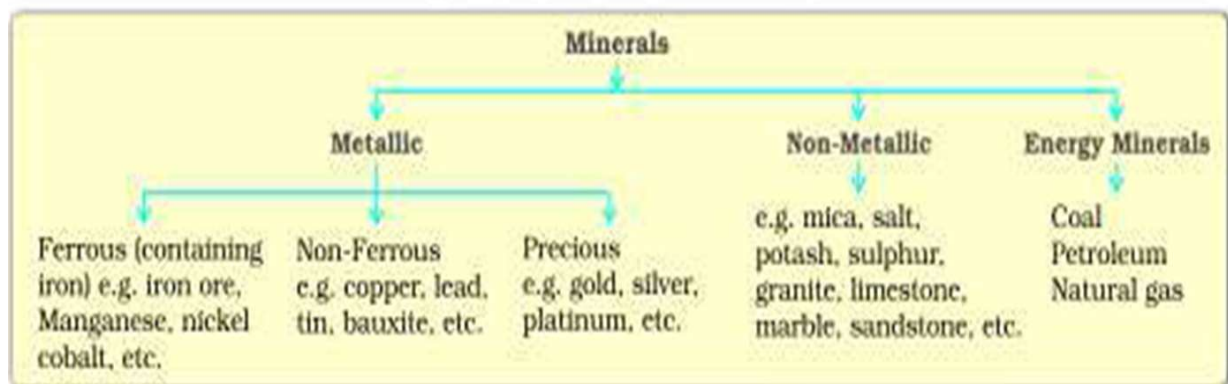 Minerals
Metallic
Non-Metallic
Energy Minerals
Ferrous (containing
iron) e.g. iron ore,
Manganese, nickel
cobalt, etc.
Non-Ferrous
e.g. copper, lead,
tin, bauxite, etc.
Precious
e.g. gold, silver,
platinum, etc.
e.g. mica, salt,
potash, sulphur,
granite, limestone,
marble, sandstone, etc.
Coal
Petroleum
Natural gas